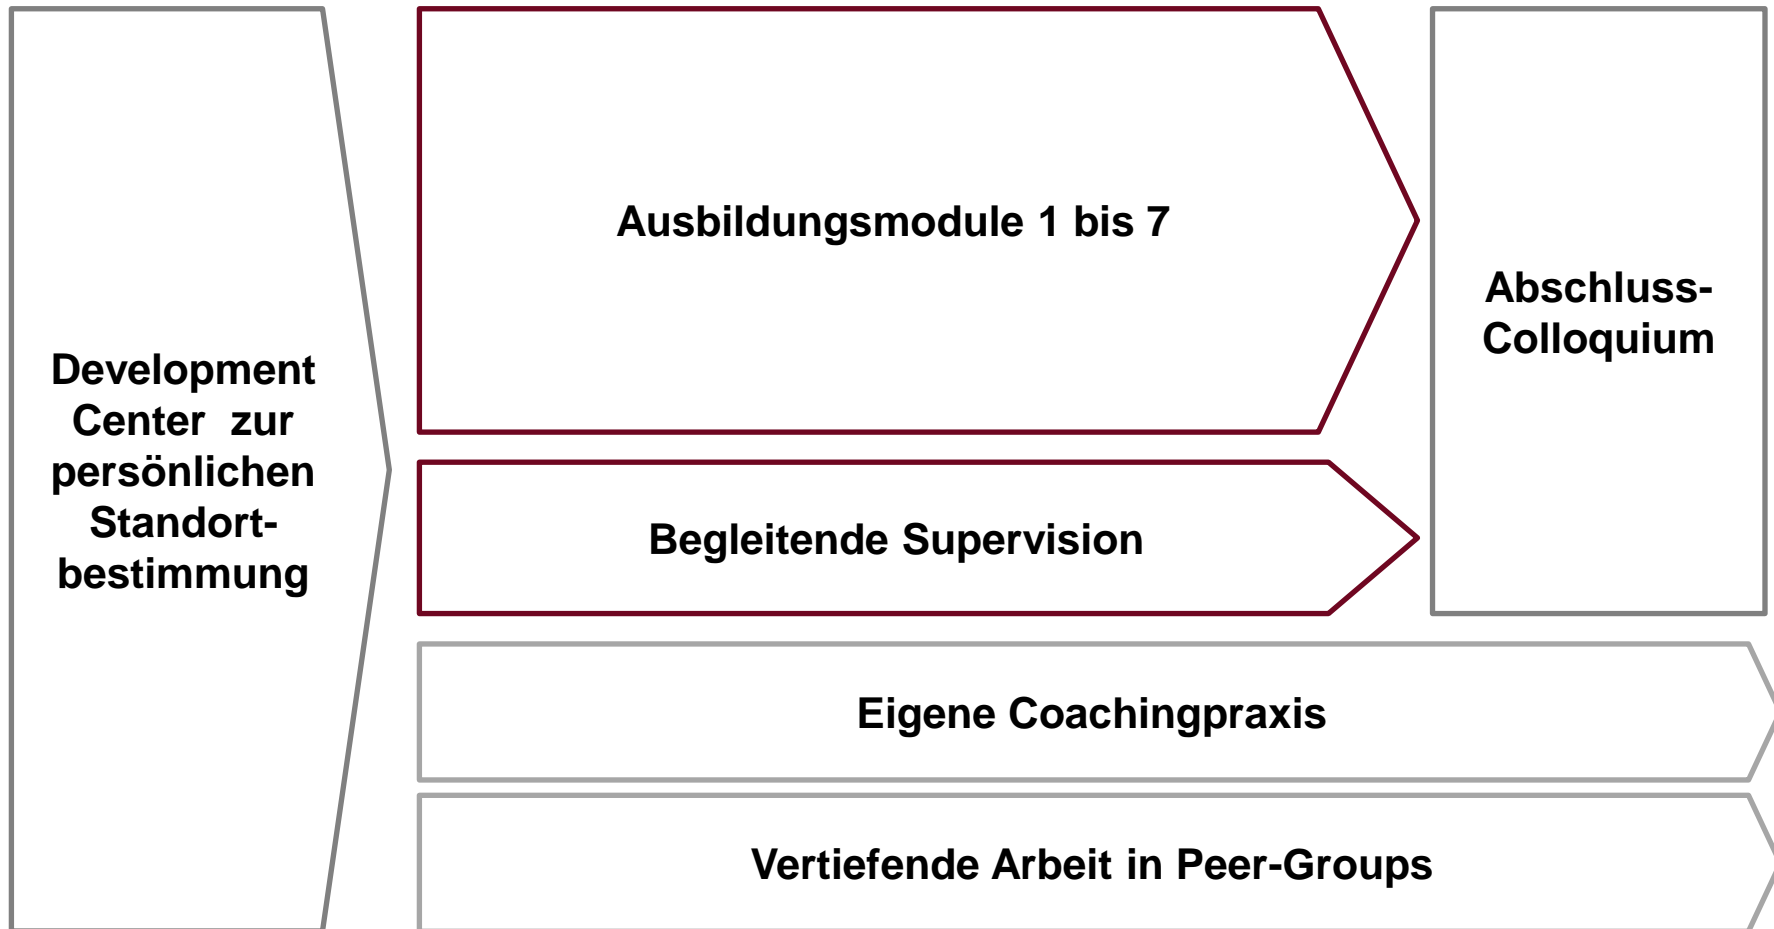 Development
Center  zur
persönlichen
Standort-
bestimmung
Ausbildungsmodule 1 bis 7
Begleitende Supervision
Abschluss-
Colloquium
Eigene Coachingpraxis
Vertiefende Arbeit in Peer-Groups